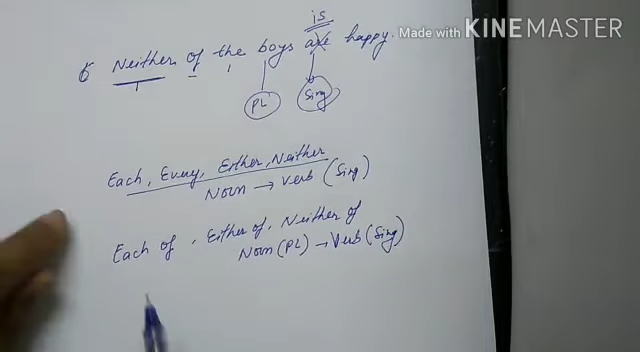 is
6 Neither of the boys are happy.
Made with KINEMASTER
PL Sing
Each, Every, Either, Neither
Noun → Verb (Sing)
Each of, Either of, Neither of
Noun (PL) → Verb (Sing)